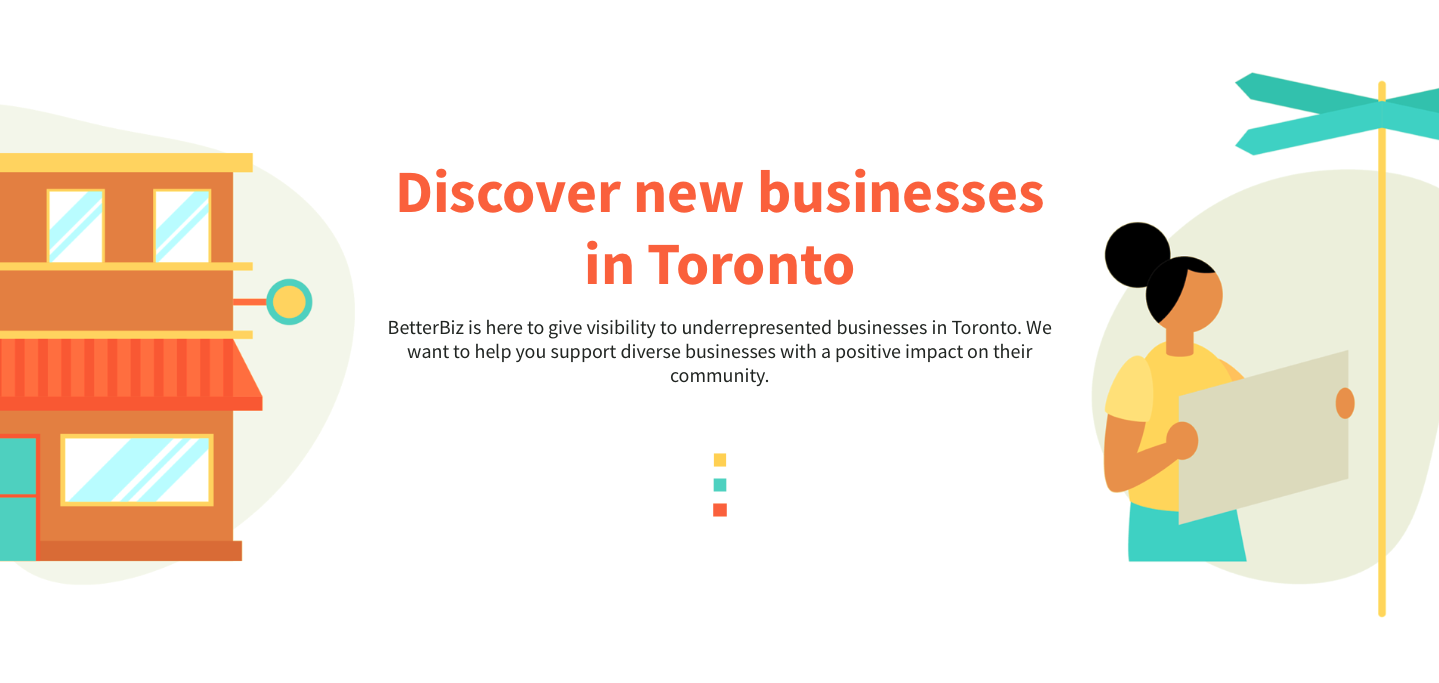 Discover new businesses
in Toronto
BetterBiz is here to give visibility to underrepresented businesses in Toronto. We
want to help you support diverse businesses with a positive impact on their
community.